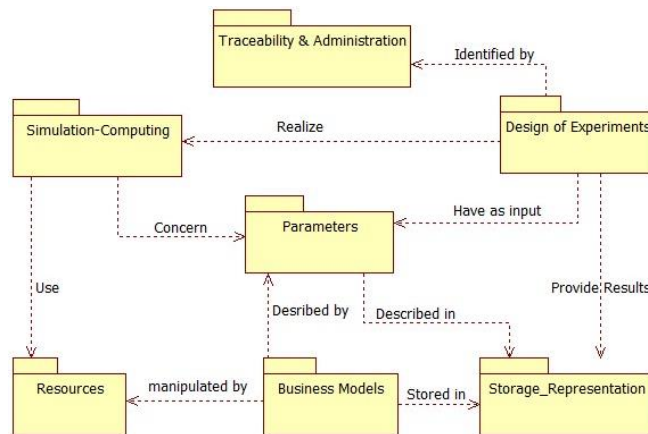 Traceability & Administration
Identified by
Simulation-Computing
Realize
Design of Experiments
Concern
Parameters
Have as input
Use
Desribed by
Described in
Provide Results
Resources
manipulated by
Business Models
Stored in
Storage_Representation